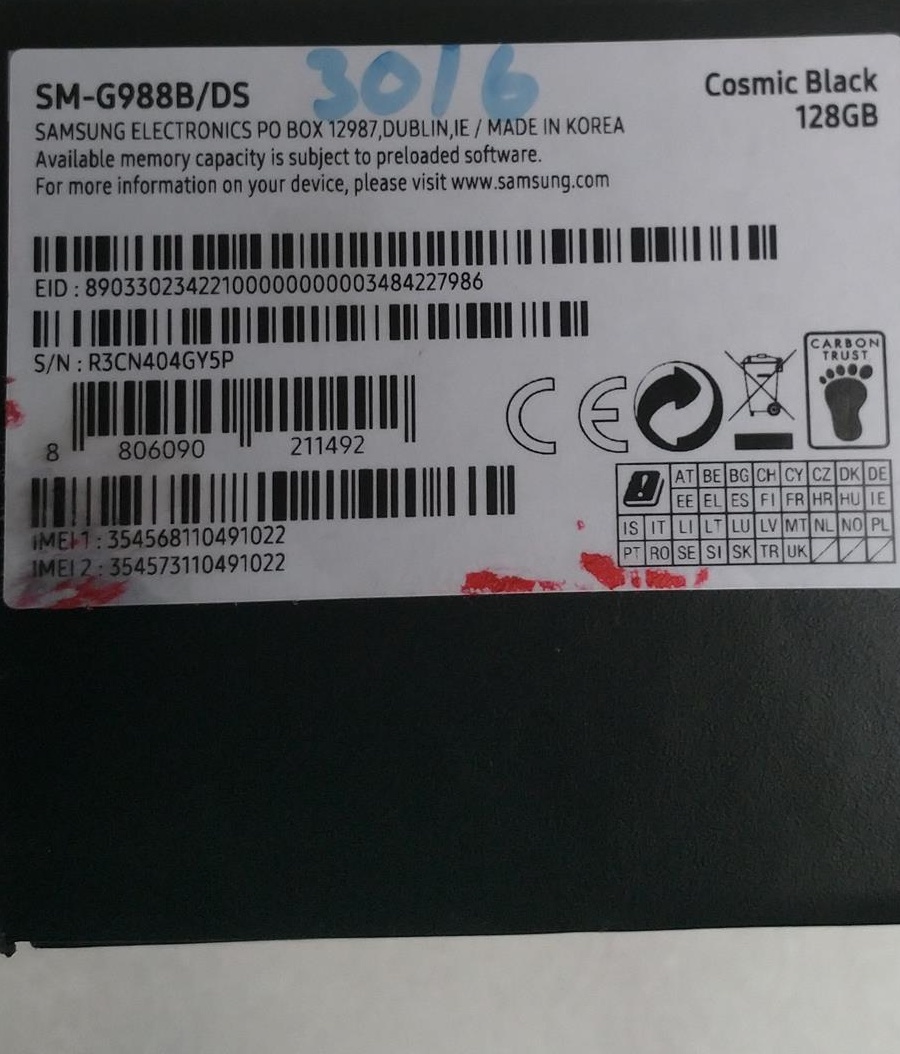 3016
SM-G988B/DS
Cosmic Black
128GB
SAMSUNG ELECTRONICS PO BOX 12987,DUBLIN,IE / MADE IN KOREA
Available memory capacity is subject to preloaded software.
For more information on your device, please visit www.samsung.com
EID : 89033023422100000000003484227986
S/N : R3CN404GY5P
8 806090 211492
CE
CARBON
TRUST
IMEI 1 : 354568110491022
IMEI 2 : 354573110491022
AT BE BG CH CY CZ DK DE
EE EL ES FI FR HR HU IE
IS IT LI LT LU LV MT NL NO PL
PT RO SE SI SK TR UK